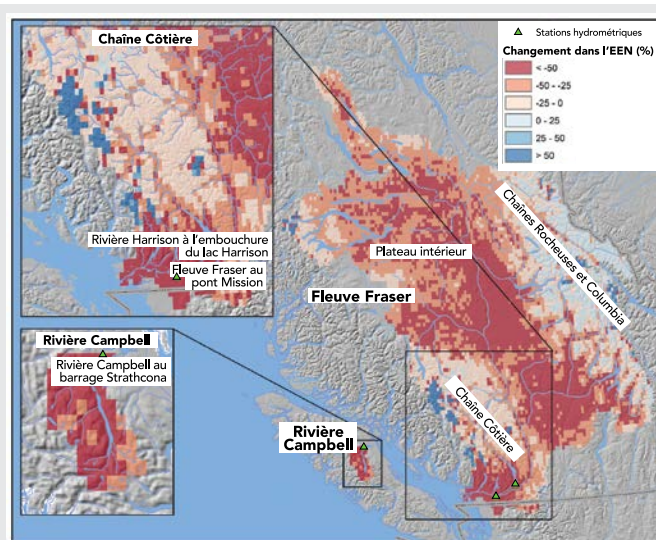 Chaîne Côtière
Rivière Harrison à l'embouchure
du lac Harrison
Fleuve Fraser au
pont Mission
Rivière Campbell
Rivière Campbell au
barrage Strathcona
Stations hydrométriques
Changement dans l'EEN (%)
< -50
-50 - -25
-25 - 0
0 - 25
25 - 50
> 50
Chaînes Rocheuses et Columbia
Plateau intérieur
Fleuve Fraser
Chaîne Côtière
Rivière
Campbell